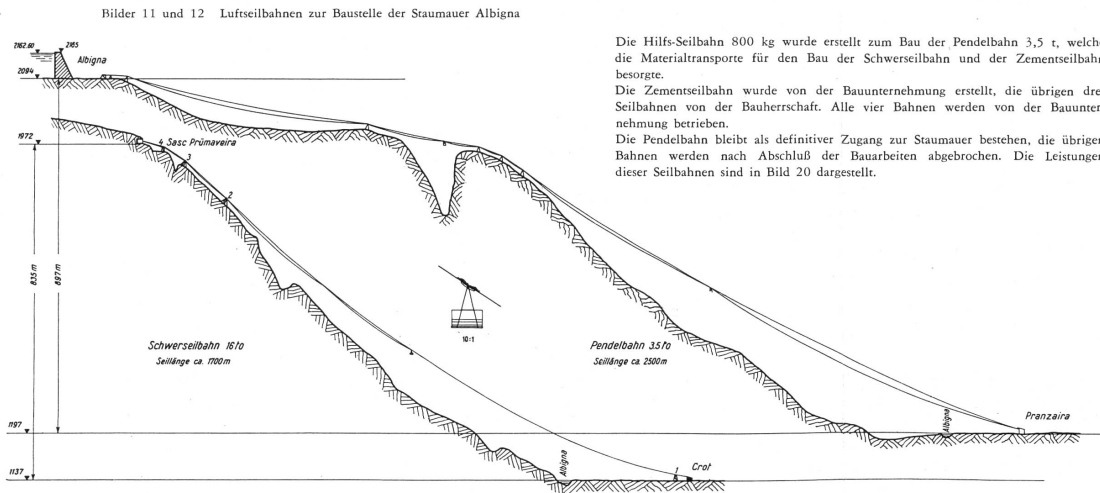 Bilder 11 und 12 Luftseilbahnen zur Baustelle der Staumauer Albigna
Die Hilfs-Seilbahn 800 kg wurde erstellt zum Bau der Pendelbahn 3,5 t, welch
die Materialtransporte für den Bau der Schwerseilbahn und der Zementseilbah
besorgte.
Die Zementseilbahn wurde von der Bauunternehmung erstellt, die übrigen dre
Seilbahnen von der Bauherrschaft. Alle vier Bahnen werden von der Bauunter
nehmung betrieben.
Die Pendelbahn bleibt als definitiver Zugang zur Staumauer bestehen, die übrige
Bahnen werden nach Abschluß der Bauarbeiten abgebrochen. Die Leistunge
dieser Seilbahnen sind in Bild 20 dargestellt.
2162.60
2165
Albigna
2094
1972
4 Sasc Prümaveira
3
2
835 m
897 m
10:1
Schwerseilbahn 16 to
Seillänge ca. 1700 m
Pendelbahn 3.5 to
Seillänge ca. 2500 m
Albigna
Pranzaira
1197
Albigna
1
Crot
1137